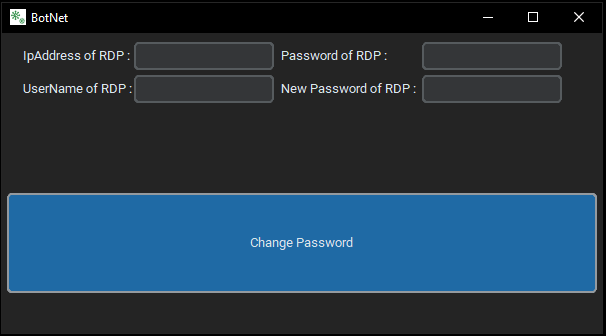 BotNet
IpAddress of RDP : Password of RDP :
UserName of RDP : New Password of RDP :
Change Password